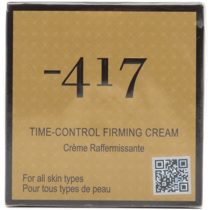 -417
TIME-CONTROL FIRMING CREAM
Crème Raffermissante
For all skin types
Pour tous types de peau